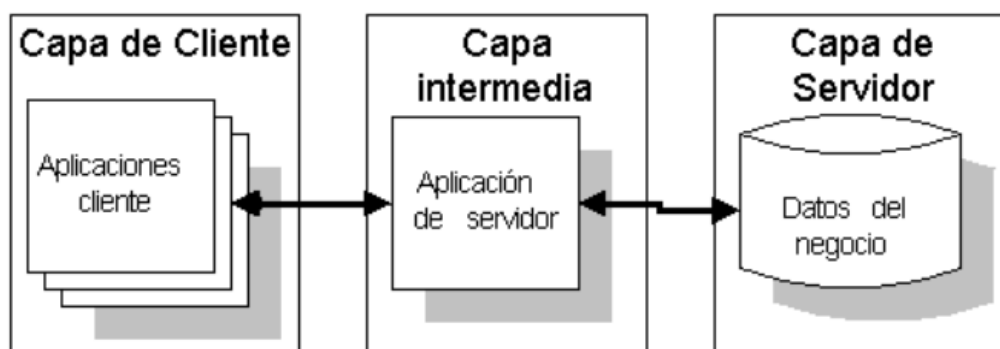 Capa de Cliente
Aplicaciones
cliente
Capa
intermedia
Aplicación
de servidor
Capa de
Servidor
Datos del
negocio